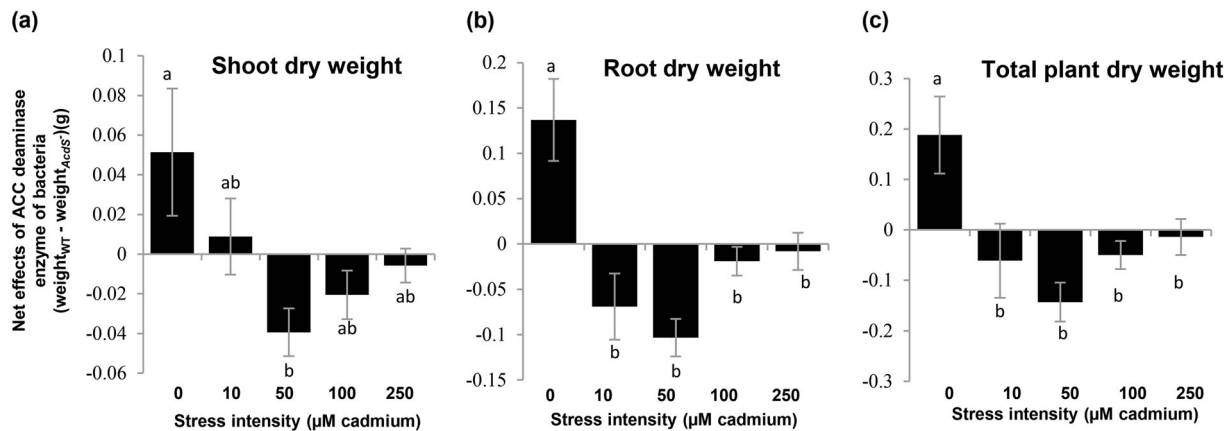 (a)
Shoot dry weight
Net effects of ACC deaminase
enzyme of bacteria
(weightWT - weightAcdS-)(g)
0.1
0.08
0.06
0.04
0.02
0
-0.02
-0.04
-0.06
a
ab
b
ab
ab
0 10 50 100 250
Stress intensity (µM cadmium)
(b)
Root dry weight
0.2
0.15
0.1
0.05
0
-0.05
-0.1
-0.15
a
b
b
b
b
0 10 50 100 250
Stress intensity (µM cadmium)
(c)
Total plant dry weight
0.3
0.2
0.1
0
-0.1
-0.2
-0.3
a
b
b
b
b
0 10 50 100 250
Stress intensity (µM cadmium)